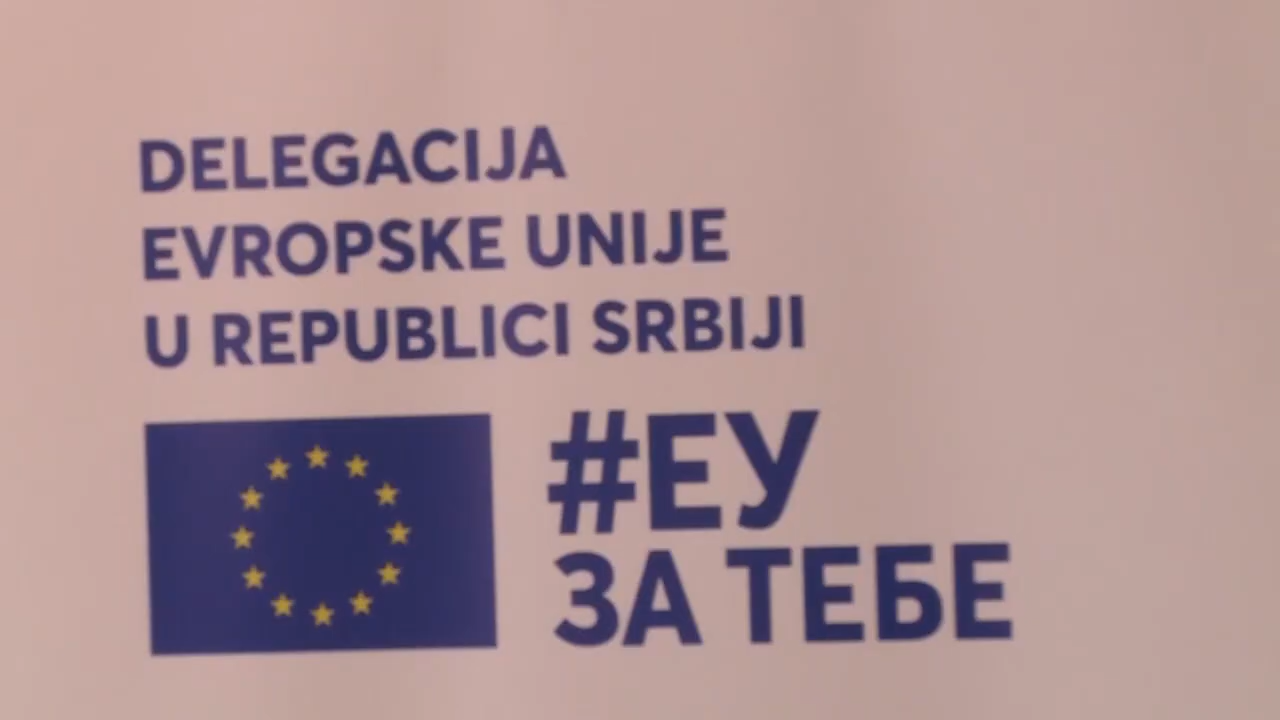 DELEGACIJA
EVROPSKE UNIJE
U REPUBLICI SRBIJI
#ЕУ
ЗА ТЕБЕ